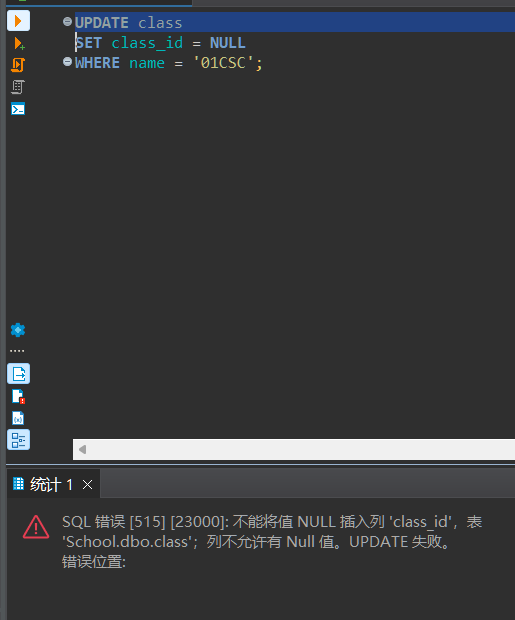 UPDATE class
SET class_id = NULL
WHERE name = '01CSC';
统计 1
SQL 错误 [515] [23000]: 不能将值 NULL 插入列 'class_id'，表
'School.dbo.class'；列不允许有 Null 值。UPDATE 失败。
错误位置: